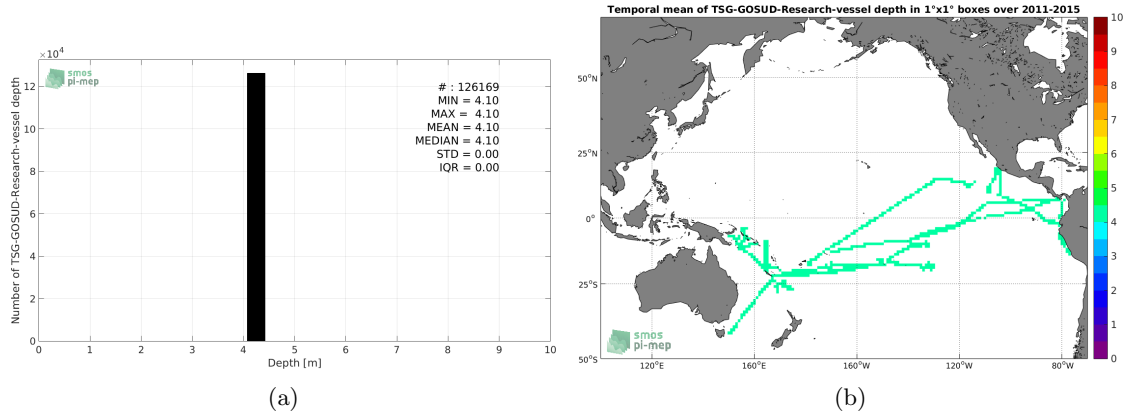 Temporal mean of TSG-GOSUD-Research-vessel depth in 1°x1° boxes over 2011-2015
×10⁴
smos
pi-mep
# : 126169
MIN = 4.10
MAX = 4.10
MEAN = 4.10
MEDIAN = 4.10
STD = 0.00
IQR = 0.00
Number of TSG-GOSUD-Research-vessel depth
12
10
8
6
4
2
0
0 1 2 3 4 5 6 7 8 9 10
Depth [m]
(a)
50°N
25°N
0°
25°S
50°S
120°E 160°E 160°W 120°W 80°W
smos
pi-mep
10
9
8
7
6
5
4
3
2
1
0
(b)